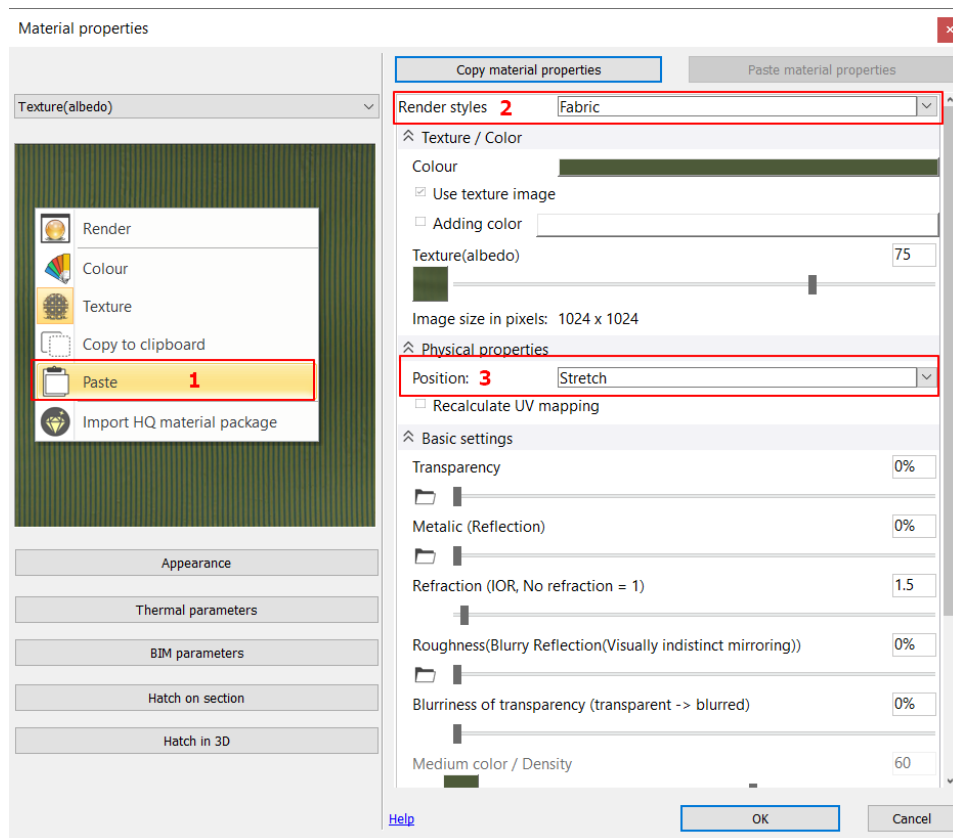 Material properties
Copy material properties
Paste material properties
Texture(albedo)
Render styles 2 Fabric
Texture / Color
Colour
Use texture image
Adding color
Texture(albedo) 75
Image size in pixels: 1024 x 1024
Physical properties
Position: 3 Stretch
Recalculate UV mapping
Basic settings
Transparency 0%
Metalic (Reflection) 0%
Refraction (IOR, No refraction = 1) 1.5
Roughness(Blurry Reflection(Visually indistinct mirroring)) 0%
Blurriness of transparency (transparent -> blurred) 0%
Medium color / Density 60
Render
Colour
Texture
Copy to clipboard
Paste 1
Import HQ material package
Appearance
Thermal parameters
BIM parameters
Hatch on section
Hatch in 3D
Help
OK
Cancel